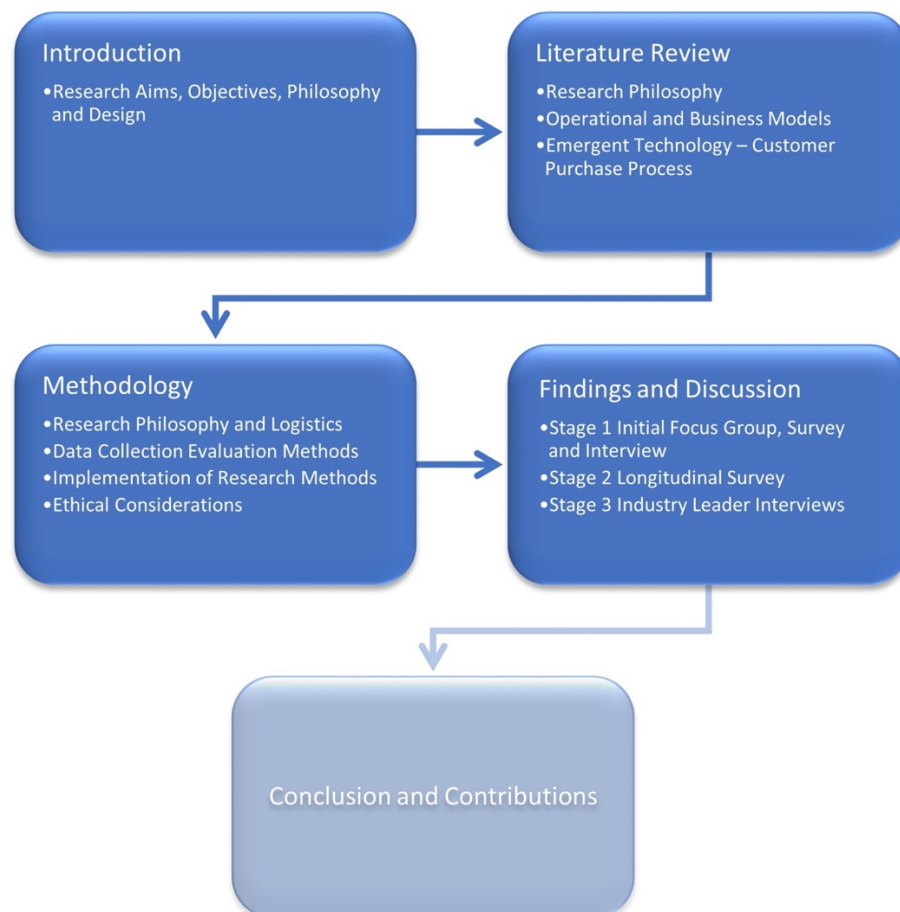 Introduction
•Research Aims, Objectives, Philosophy
and Design
Literature Review
•Research Philosophy
•Operational and Business Models
•Emergent Technology – Customer
Purchase Process
Methodology
•Research Philosophy and Logistics
•Data Collection Evaluation Methods
•Implementation of Research Methods
•Ethical Considerations
Findings and Discussion
•Stage 1 Initial Focus Group, Survey
and Interview
•Stage 2 Longitudinal Survey
•Stage 3 Industry Leader Interviews
Conclusion and Contributions